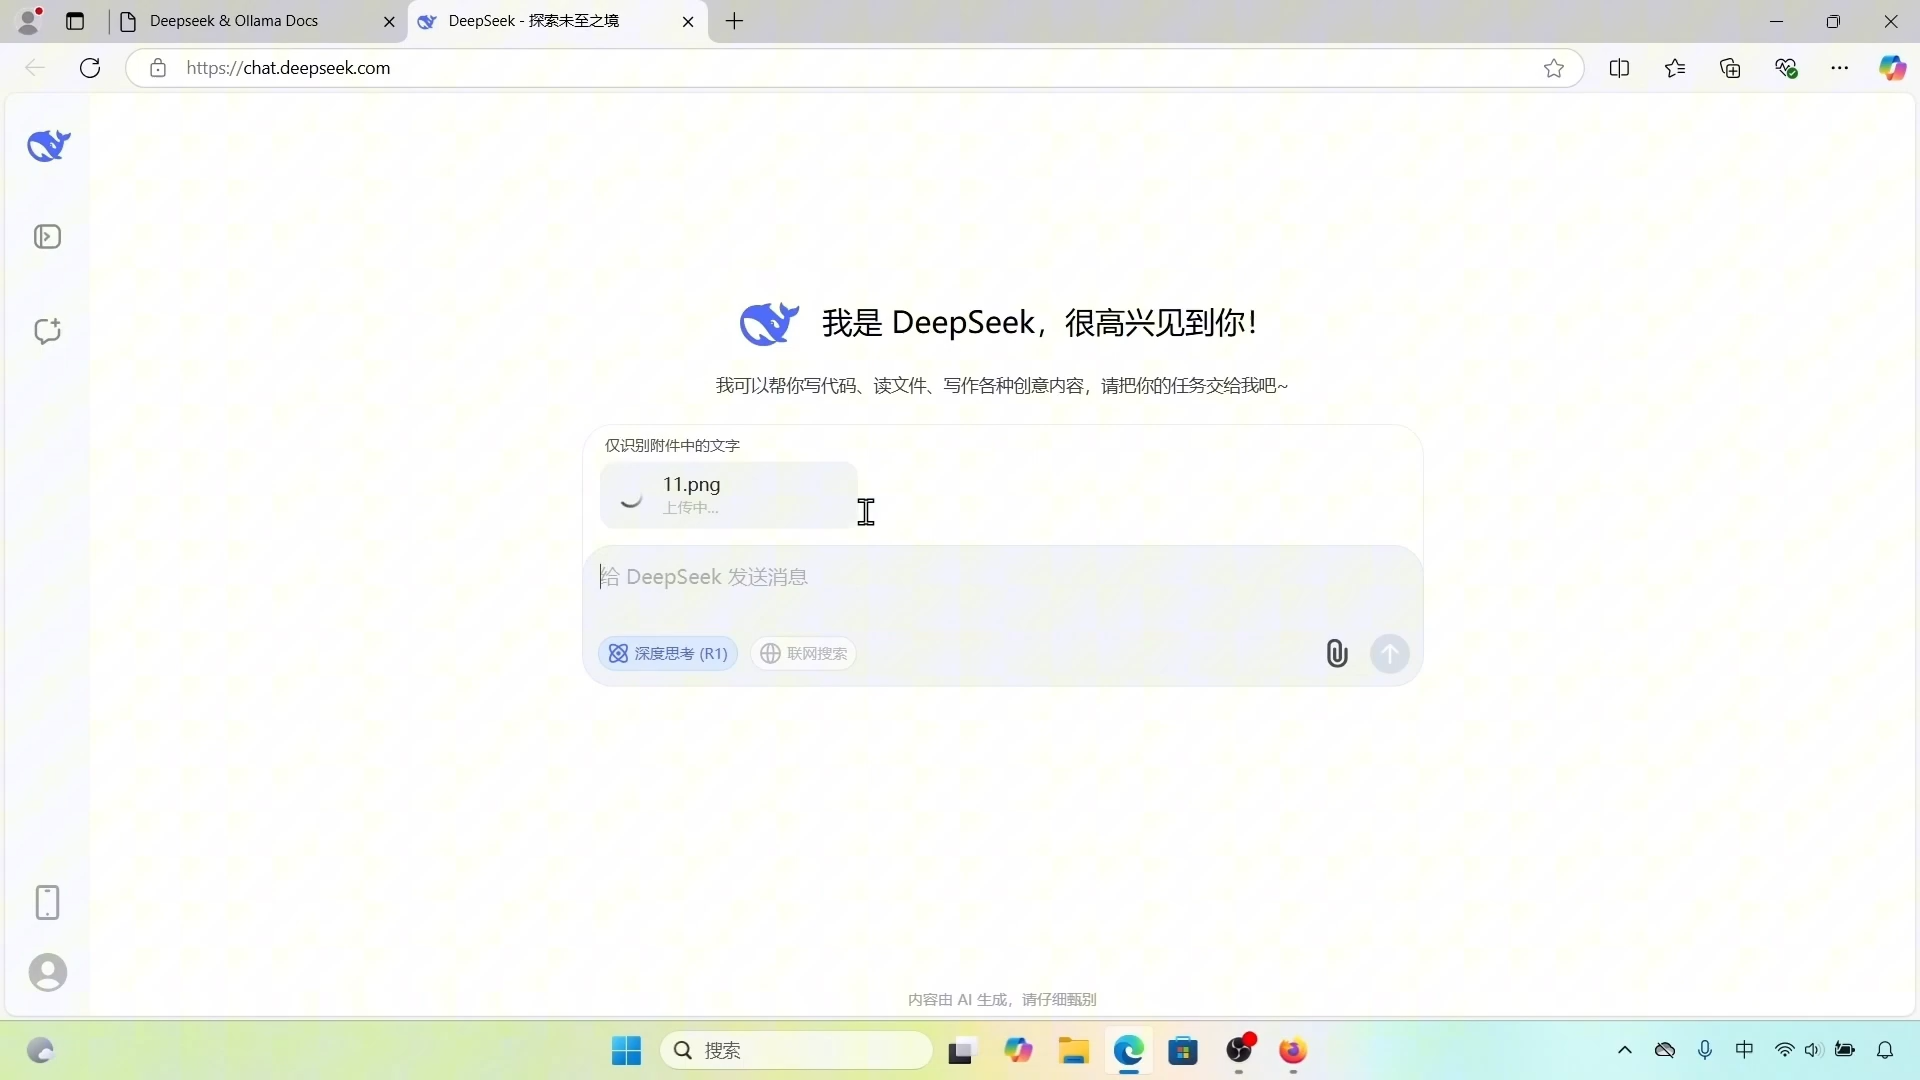 Deepseek & Ollama Docs
DeepSeek - 探索未至之境
https://chat.deepseek.com
我是 DeepSeek，很高兴见到你！
我可以帮你写代码、读文件、写作各种创意内容，请把你的任务交给我吧~
仅识别附件中的文字
11.png
上传中...
给 DeepSeek 发送消息
深度思考 (R1)
联网搜索
内容由 AI 生成，请仔细甄别
搜索
中